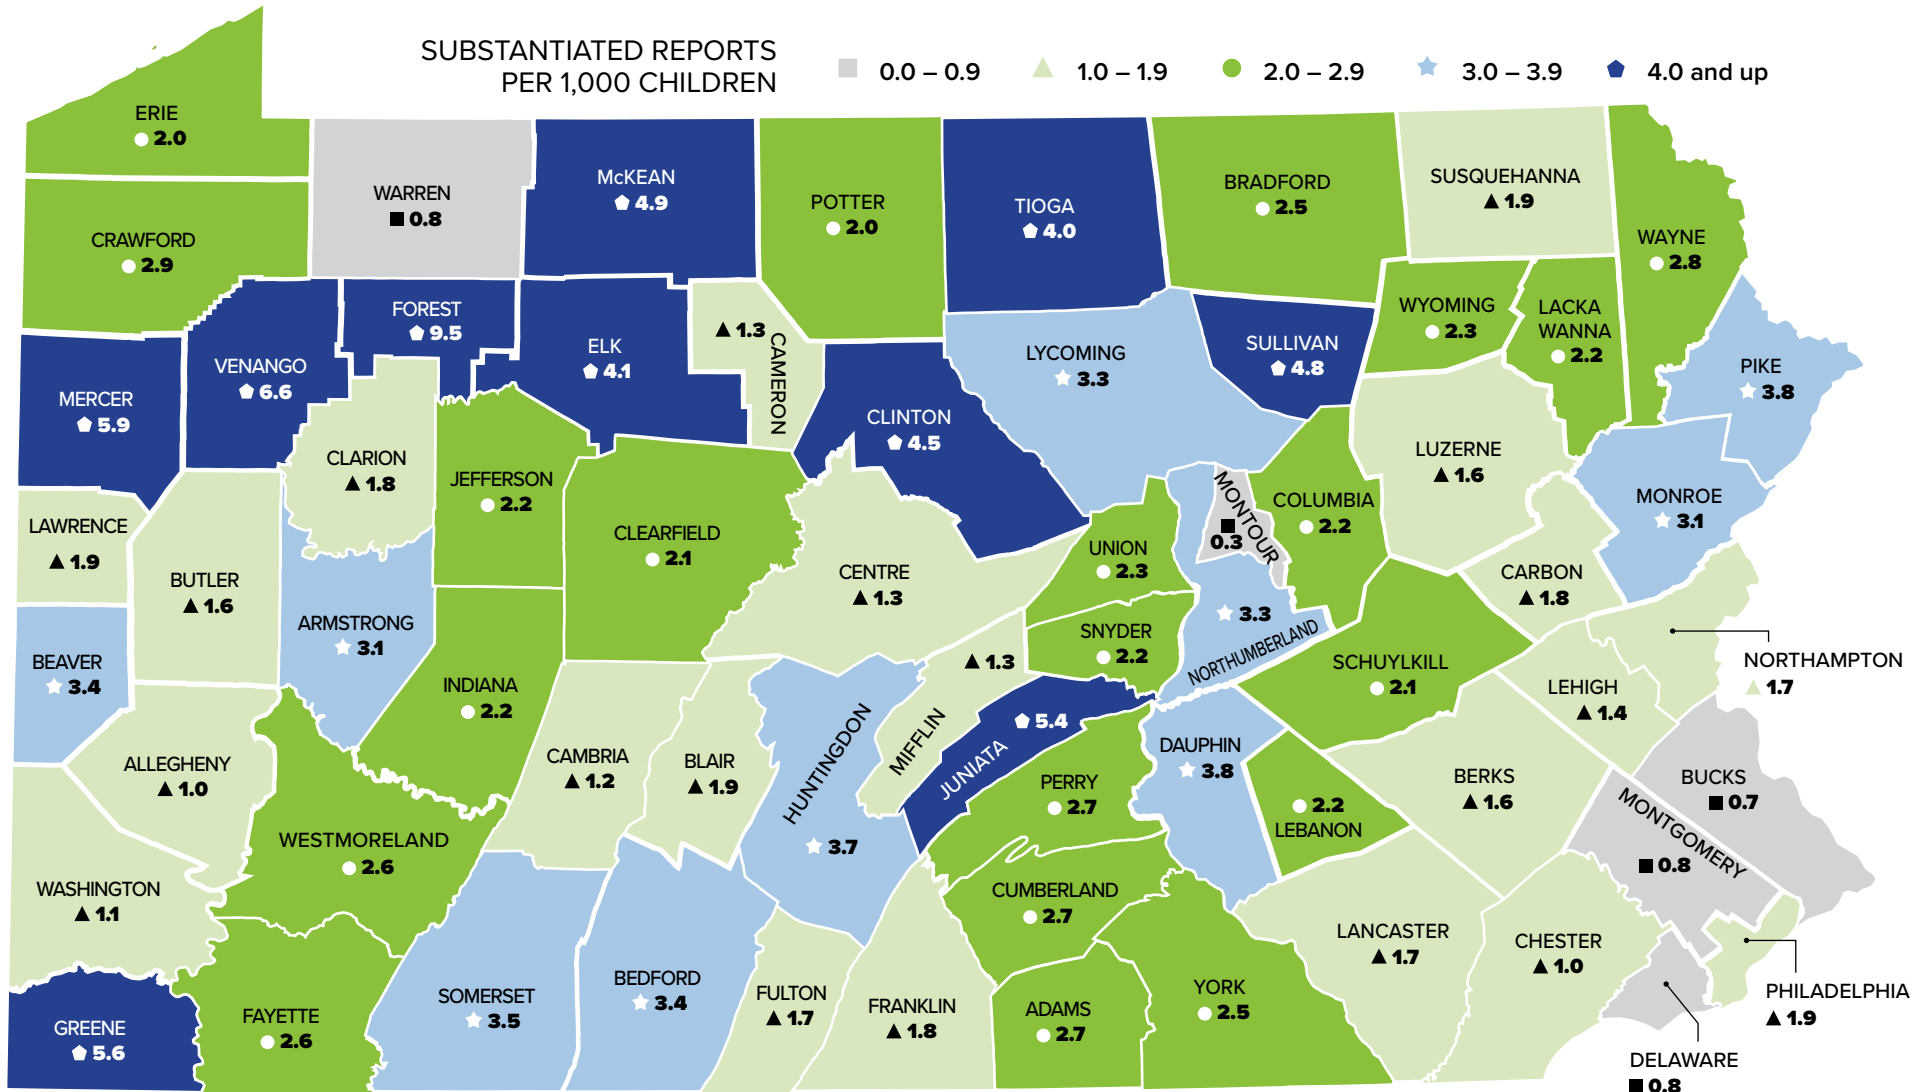 SUBSTANTIATED REPORTS
PER 1,000 CHILDREN
0.0 – 0.9
1.0 – 1.9
2.0 – 2.9
3.0 – 3.9
4.0 and up
ERIE
2.0
WARREN
0.8
McKEAN
4.9
POTTER
2.0
TIOGA
4.0
BRADFORD
2.5
SUSQUEHANNA
1.9
WAYNE
2.8
CRAWFORD
2.9
FOREST
9.5
VENANGO
6.6
ELK
4.1
1.3
CAMERON
CLINTON
4.5
LYCOMING
3.3
SULLIVAN
4.8
WYOMING
2.3
LACKA
WANNA
2.2
PIKE
3.8
MERCER
5.9
CLARION
1.8
JEFFERSON
2.2
CLEARFIELD
2.1
CENTRE
1.3
UNION
2.3
MONTOUR
0.3
COLUMBIA
2.2
LUZERNE
1.6
MONROE
3.1
LAWRENCE
1.9
BUTLER
1.6
ARMSTRONG
3.1
CARBON
1.8
BEAVER
3.4
INDIANA
2.2
SNYDER
2.2
3.3
NORTHUMBERLAND
SCHUYLKILL
2.1
NORTHAMPTON
1.7
LEHIGH
1.4
ALLEGHENY
1.0
CAMBRIA
1.2
BLAIR
1.9
HUNTINGDON
3.7
1.3
MIFFLIN
5.4
JUNIATA
PERRY
2.7
DAUPHIN
3.8
2.2
LEBANON
BERKS
1.6
BUCKS
0.7
MONTGOMERY
0.8
WESTMORELAND
2.6
WASHINGTON
1.1
CUMBERLAND
2.7
LANCASTER
1.7
CHESTER
1.0
PHILADELPHIA
1.9
DELAWARE
0.8
GREENE
5.6
FAYETTE
2.6
SOMERSET
3.5
BEDFORD
3.4
FULTON
1.7
FRANKLIN
1.8
ADAMS
2.7
YORK
2.5